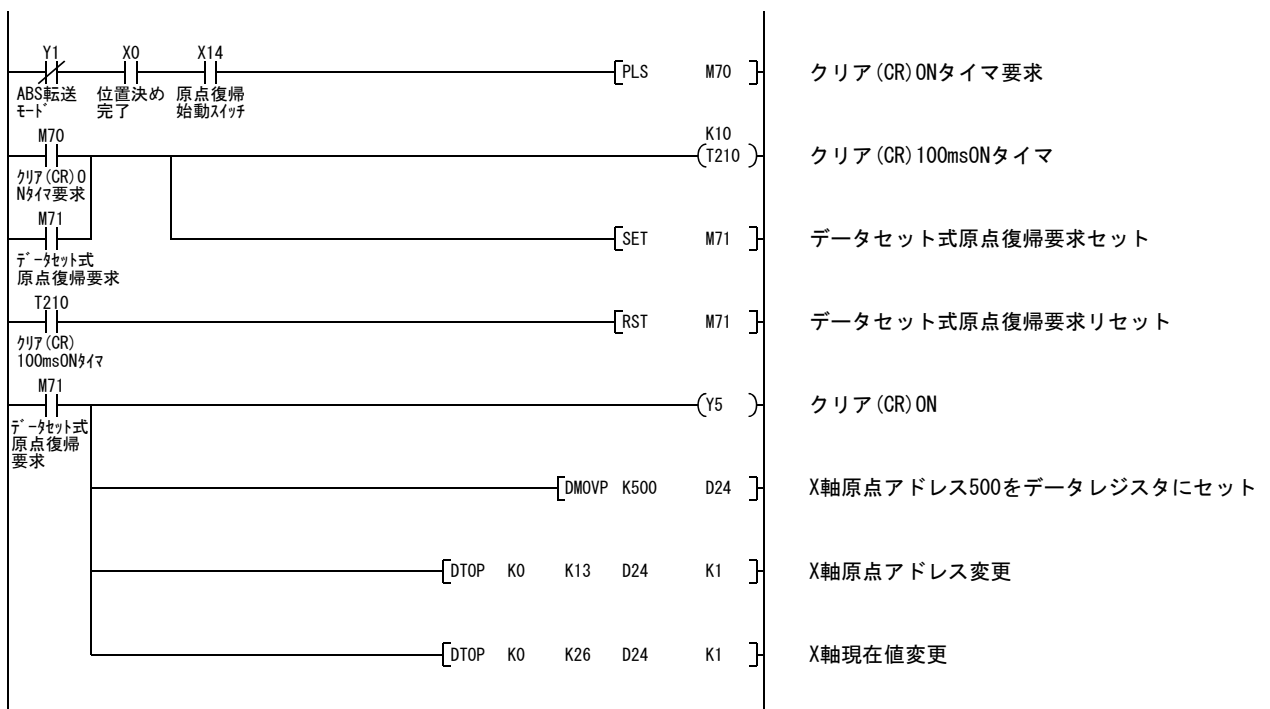 Y1 X0 X14
[PLS M70 ] クリア(CR)ONタイマ要求
ABS転送 位置決め 原点復帰
ﾓｰﾄﾞ 完了 始動ｽｲｯﾁ
M70 K10
(T210 ) クリア(CR)100msONタイマ
ｸﾘｱ(CR)O
Nﾀｲﾏ要求
M71
[SET M71 ] データセット式原点復帰要求セット
ﾃﾞｰﾀｾｯﾄ式
原点復帰要求
T210
[RST M71 ] データセット式原点復帰要求リセット
ｸﾘｱ(CR)
100msONﾀｲﾏ
M71
(Y5 ) クリア(CR)ON
ﾃﾞｰﾀｾｯﾄ式
原点復帰
要求
[DMOVP K500 D24 ] X軸原点アドレス500をデータレジスタにセット
[DTOP K0 K13 D24 K1 ] X軸原点アドレス変更
[DTOP K0 K26 D24 K1 ] X軸現在値変更